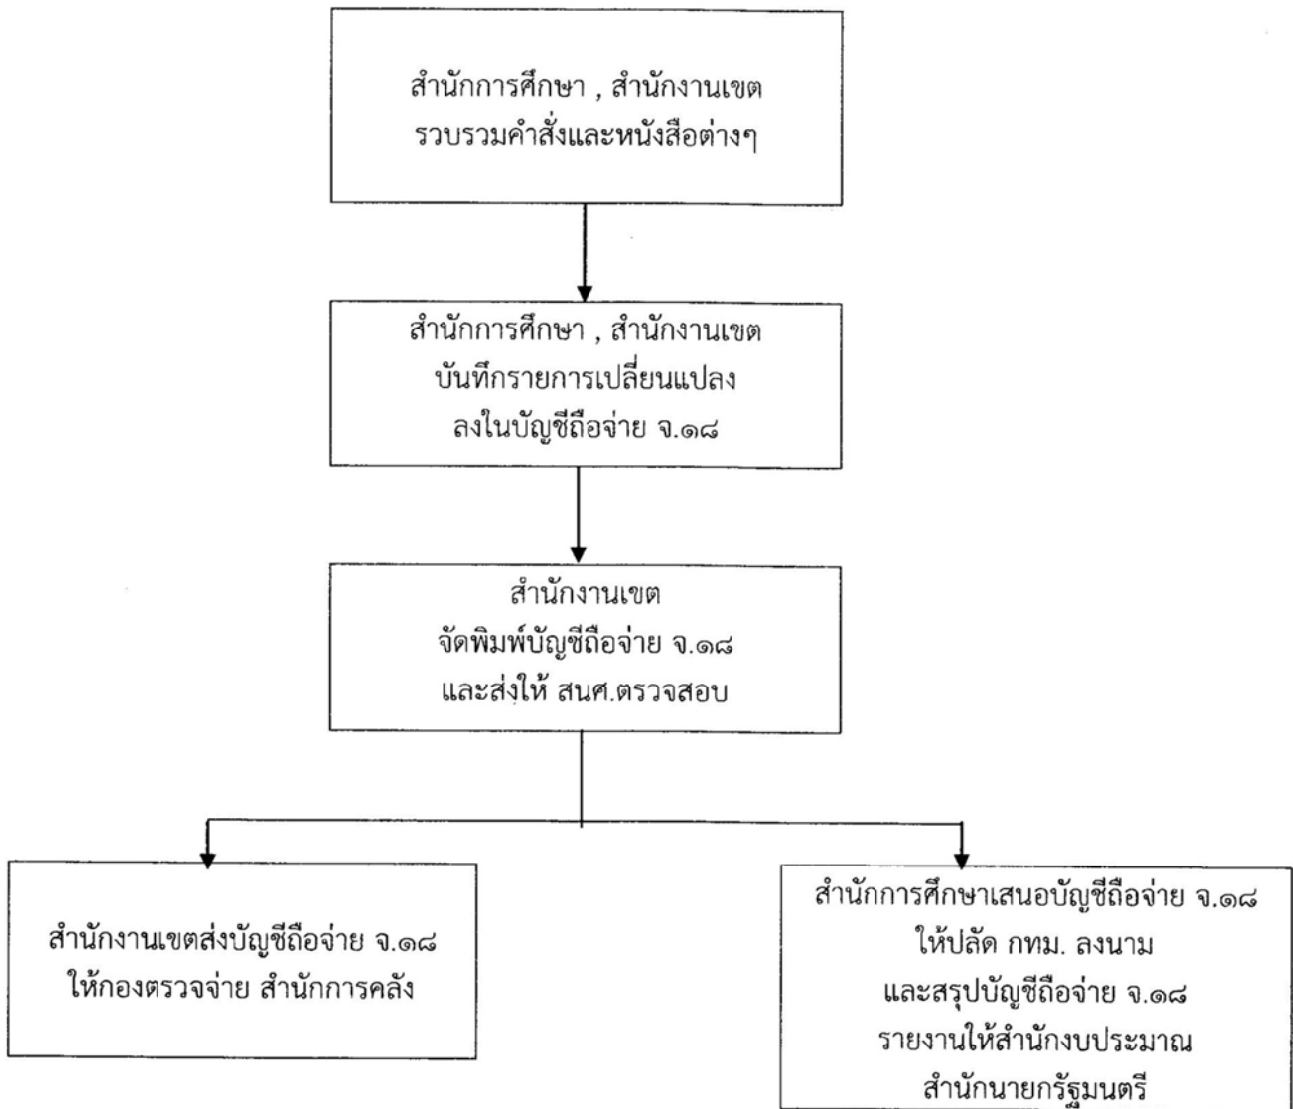 สำนักการศึกษา , สำนักงานเขต
รวบรวมคำสั่งและหนังสือต่างๆ
สำนักการศึกษา , สำนักงานเขต
บันทึกรายการเปลี่ยนแปลง
ลงในบัญชีถือจ่าย จ.๑๘
สำนักงานเขต
จัดพิมพ์บัญชีถือจ่าย จ.๑๘
และส่งให้ สนศ.ตรวจสอบ
สำนักงานเขตส่งบัญชีถือจ่าย จ.๑๘
ให้กองตรวจจ่าย สำนักการคลัง
สำนักการศึกษาเสนอบัญชีถือจ่าย จ.๑๘
ให้ปลัด กทม. ลงนาม
และสรุปบัญชีถือจ่าย จ.๑๘
รายงานให้สำนักงบประมาณ
สำนักนายกรัฐมนตรี